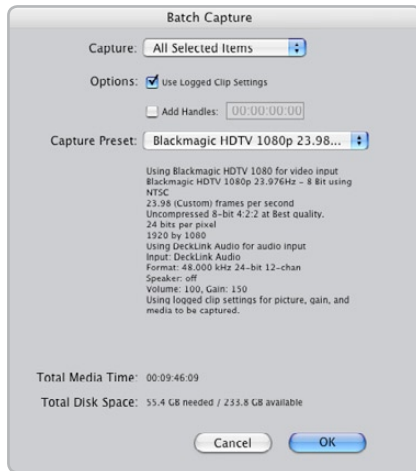 Batch Capture
Capture: All Selected Items
Options: Use Logged Clip Settings
Add Handles: 00:00:00:00
Capture Preset: Blackmagic HDTV 1080p 23.98...
Using Blackmagic HDTV 1080 for video input
Blackmagic HDTV 1080p 23.976Hz - 8 Bit using
NTSC
23.98 (Custom) frames per second
Uncompressed 8-bit 4:2:2 at Best quality.
24 bits per pixel
1920 by 1080
Using DeckLink Audio for audio input
Input: DeckLink Audio
Format: 48.000 kHz 24-bit 12-chan
Speaker: off
Volume: 100, Gain: 150
Using logged clip settings for picture, gain, and
media to be captured.
Total Media Time: 00:09:46:09
Total Disk Space: 55.4 GB needed / 233.8 GB available
Cancel OK